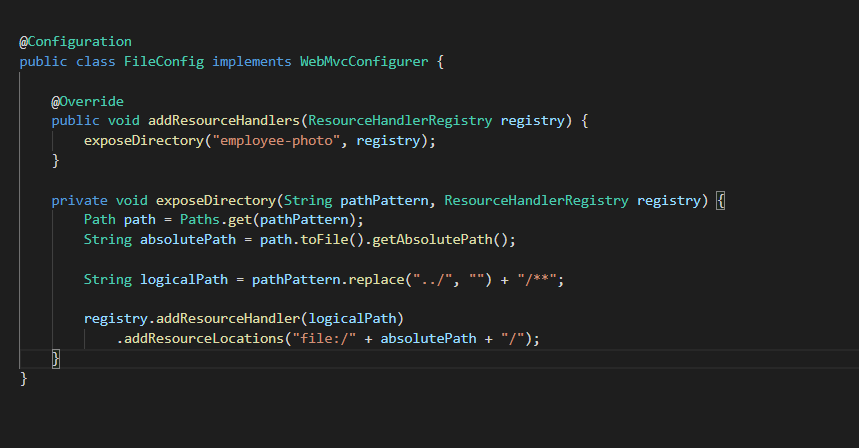 @Configuration
public class FileConfig implements WebMvcConfigurer {
@Override
public void addResourceHandlers(ResourceHandlerRegistry registry) {
exposeDirectory("employee-photo", registry);
}
private void exposeDirectory(String pathPattern, ResourceHandlerRegistry registry) {
Path path = Paths.get(pathPattern);
String absolutePath = path.toFile().getAbsolutePath();
String logicalPath = pathPattern.replace("../", "") + "/**";
registry.addResourceHandler(logicalPath)
.addResourceLocations("file:/" + absolutePath + "/");
}
}